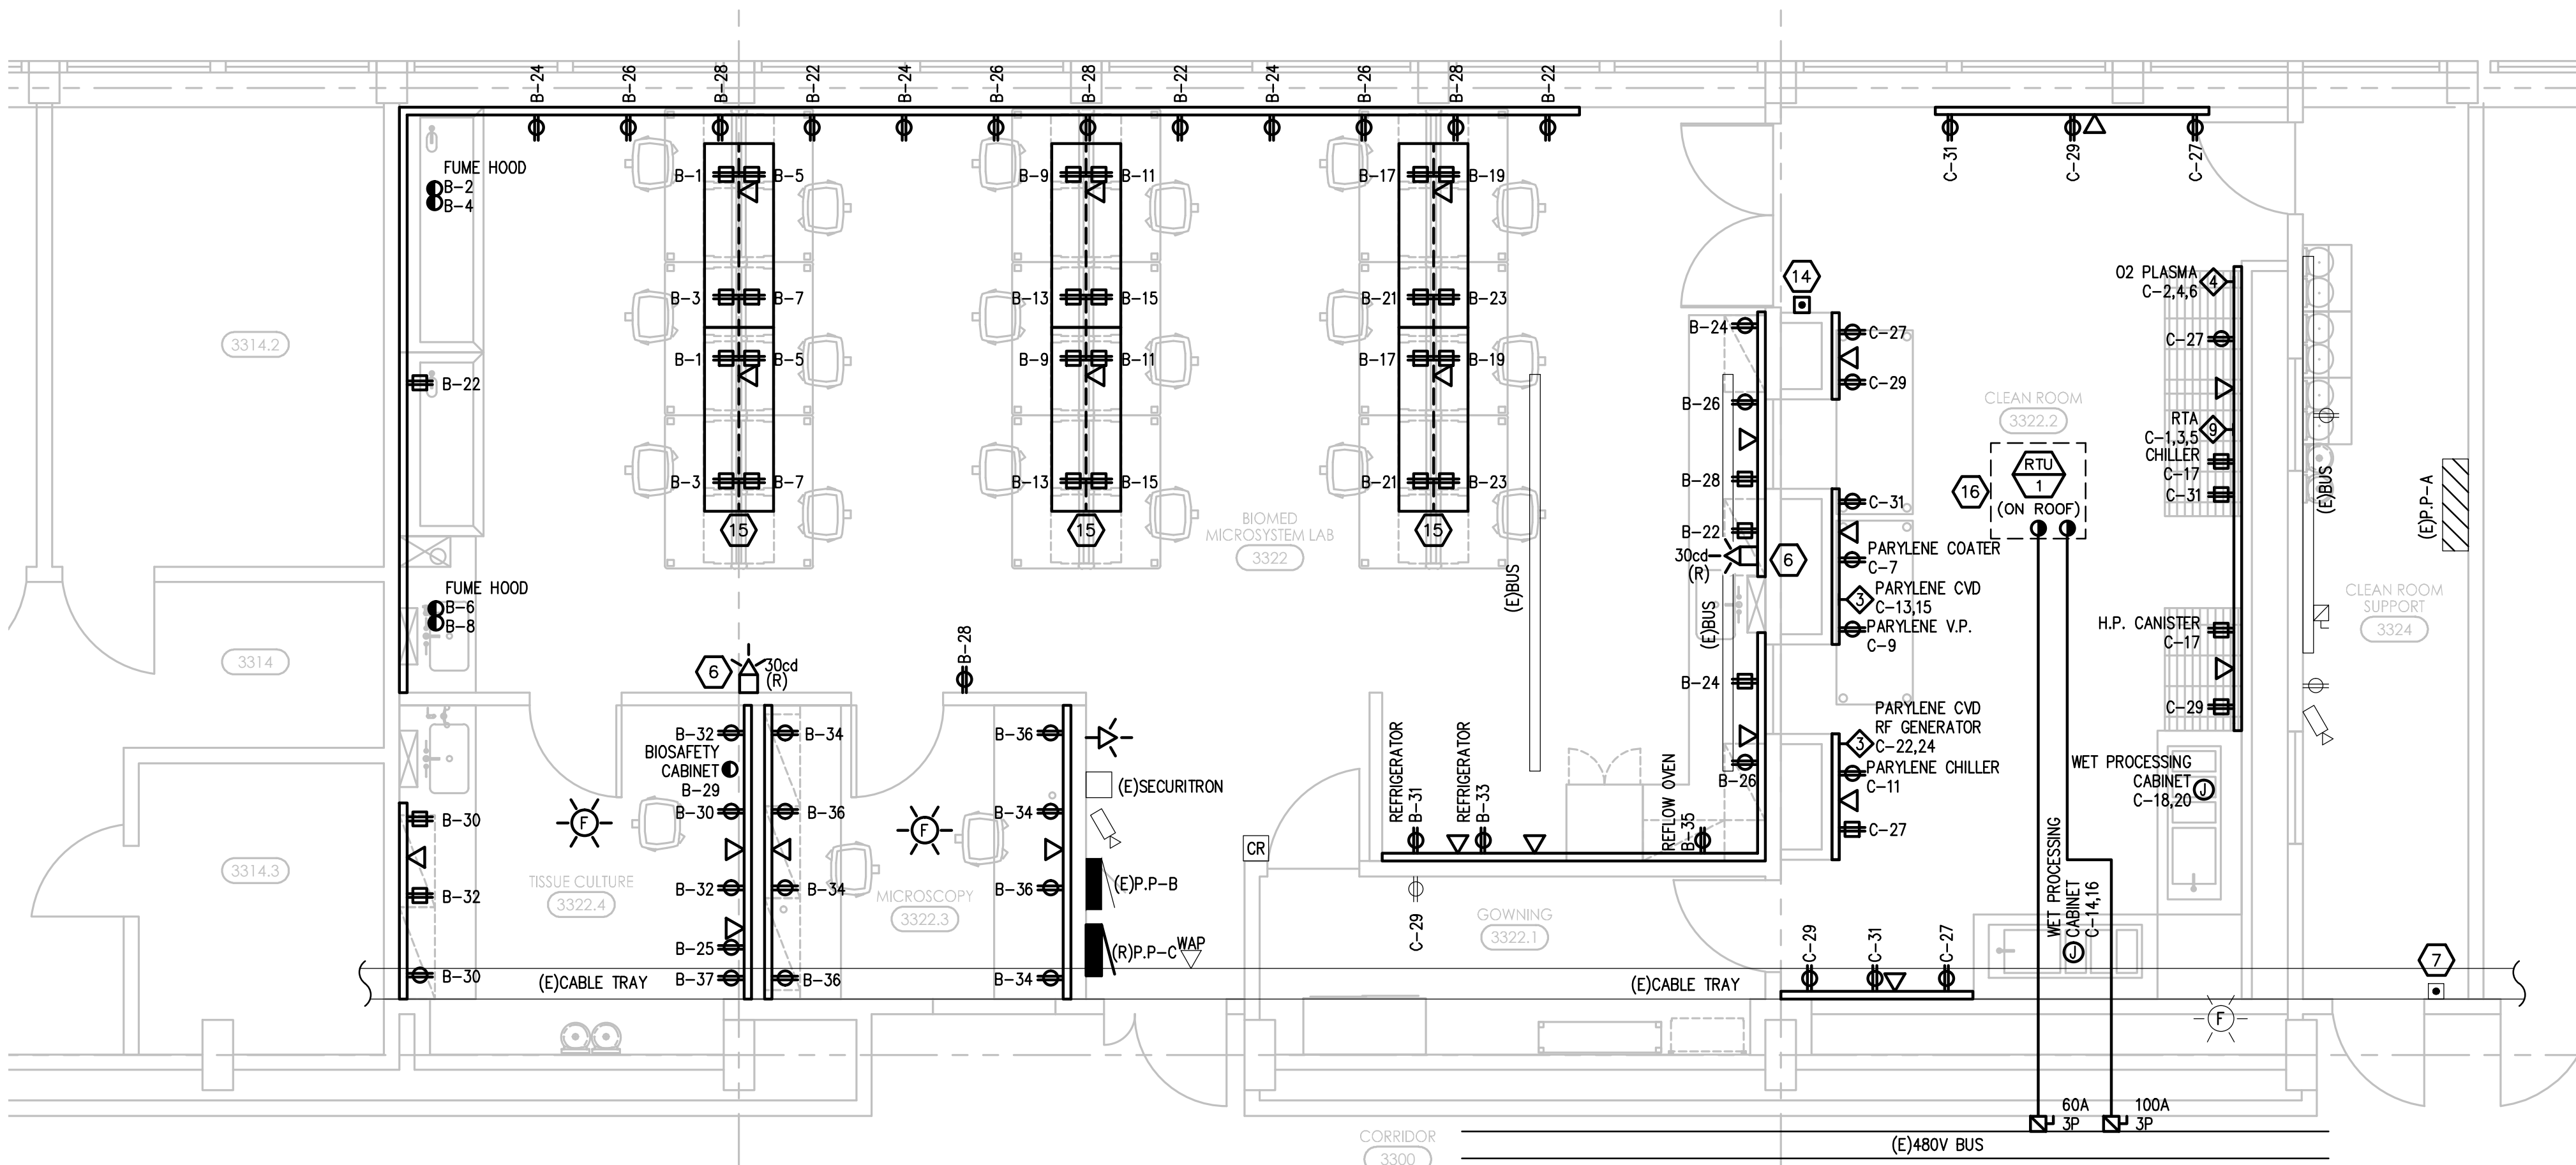 B-24
B-26
B-28
B-22
B-24
B-26
B-28
B-22
B-24
B-26
B-28
B-22
C-31
C-29
C-27
FUME HOOD
B-2
B-4
B-1
B-5
B-9
B-11
B-17
B-19
B-3
B-7
B-13
B-15
B-21
B-23
B-1
B-5
B-9
B-11
B-17
B-19
B-3
B-7
B-13
B-15
B-21
B-23
15
15
15
B-22
3314.2
BIOMED
MICROSYSTEM LAB
3322
(E)BUS
(E)BUS
B-24
B-26
B-28
B-22
30cd
(R)
6
B-24
B-26
14
C-27
C-29
C-31
PARYLENE COATER
C-7
3
PARYLENE CVD
C-13,15
PARYLENE V.P.
C-9
PARYLENE CVD
RF GENERATOR
3
C-22,24
PARYLENE CHILLER
C-11
C-27
O2 PLASMA
C-2,4,6
4
C-27
CLEAN ROOM
3322.2
RTA
C-1,3,5
9
CHILLER
C-17
C-31
RTU
1
(ON ROOF)
16
H.P. CANISTER
C-17
C-29
(E)BUS
(E)P.P-A
CLEAN ROOM
SUPPORT
3324
WET PROCESSING
CABINET
C-18,20
J
WET PROCESSING
CABINET
C-14,16
J
FUME HOOD
B-6
B-8
3314
6
30cd
(R)
B-28
B-32
BIOSAFETY
CABINET
B-29
B-30
B-32
B-25
B-37
B-34
B-36
B-34
B-36
B-36
B-34
B-36
B-34
(E)SECURITRON
(E)P.P-B
(R)P.P-C
WAP
F
F
B-30
B-32
B-30
3314.3
TISSUE CULTURE
3322.4
MICROSCOPY
3322.3
(E)CABLE TRAY
CR
REFRIGERATOR
B-31
REFRIGERATOR
B-33
REFLOW OVEN
B-35
C-29
GOWNING
3322.1
(E)CABLE TRAY
C-29
C-31
C-27
7
F
60A
3P
100A
3P
(E)480V BUS
CORRIDOR
3300